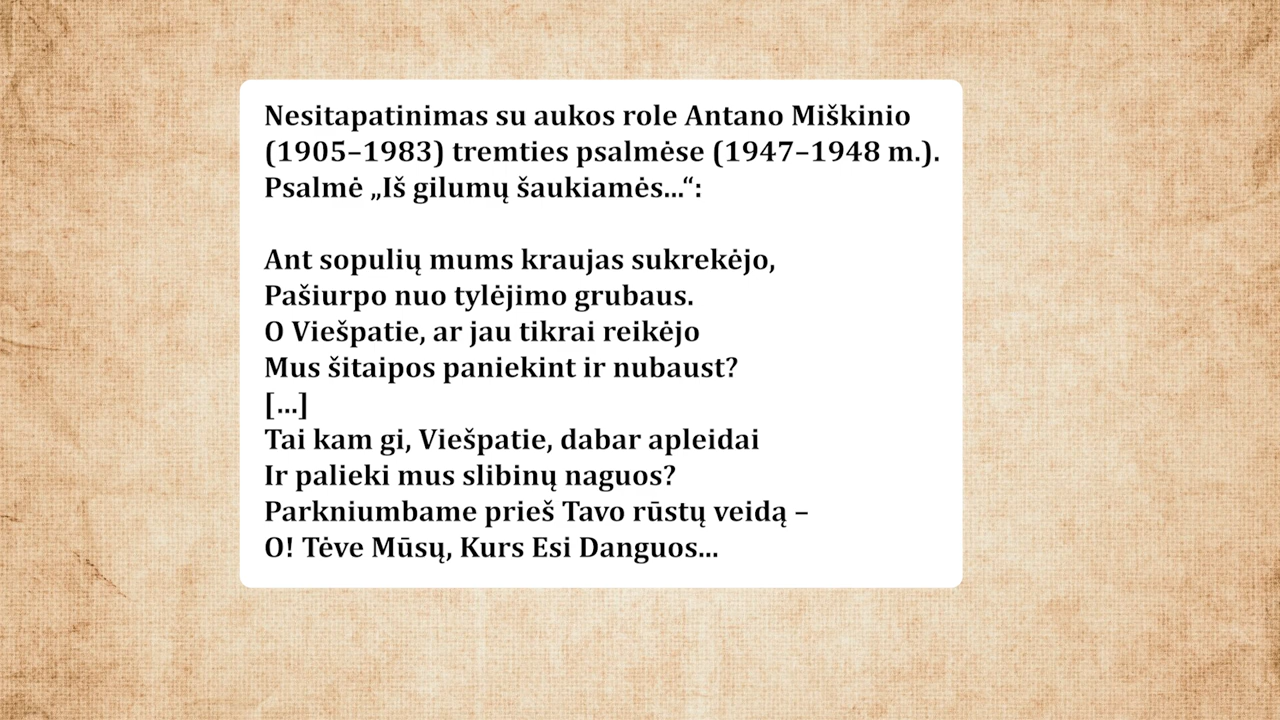 Nesitapatinimas su aukos role Antano Miškinio
(1905–1983) tremties psalmėse (1947–1948 m.).
Psalmė „Iš gilumų šaukiamės...“:
Ant sopulių mums kraujas sukrekėjo,
Pašiurpo nuo tylėjimo grubaus.
O Viešpatie, ar jau tikrai reikėjo
Mus šitaipos paniekint ir nubaust?
[...]
Tai kam gi, Viešpatie, dabar apleidai
Ir palieki mus slibinų naguos?
Parkniumbame prieš Tavo rūstų veidą –
O! Tėve Mūsų, Kurs Esi Danguos...